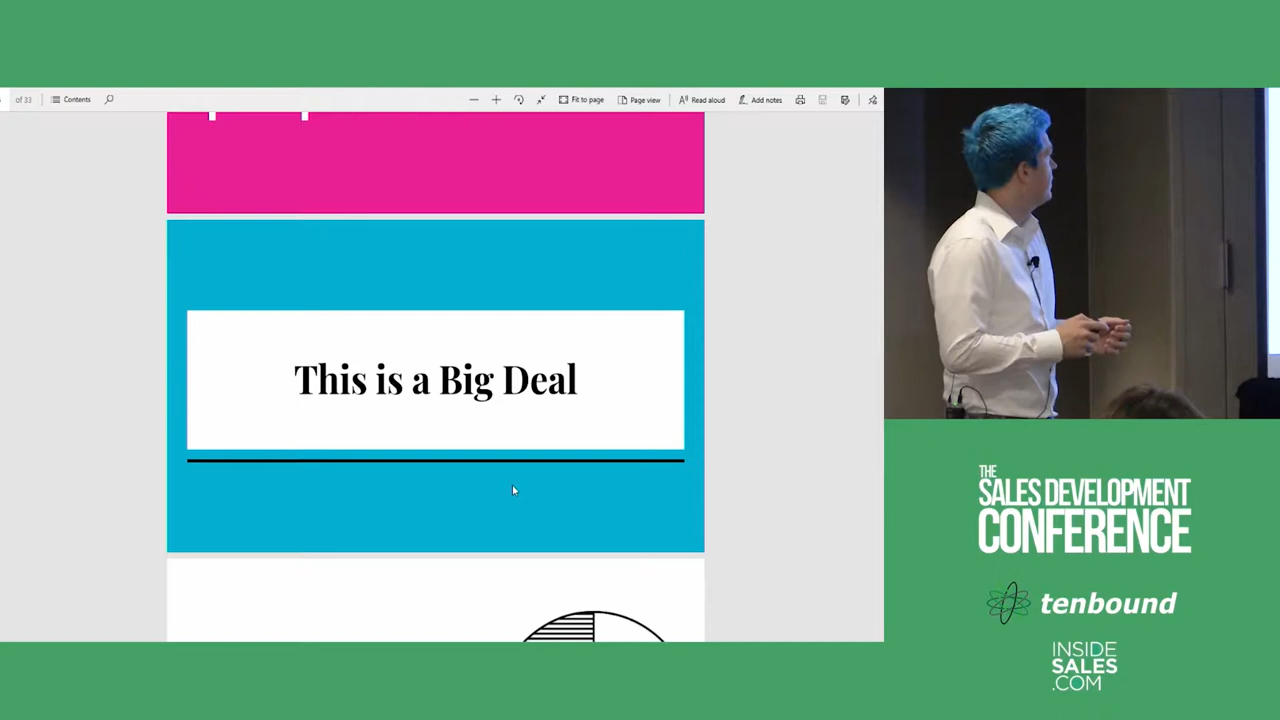 of 33
Contents
Fit to page
Page view
Read aloud
Add notes
This is a Big Deal
THE
SALES DEVELOPMENT
CONFERENCE
tenbound
INSIDE
SALES
.COM